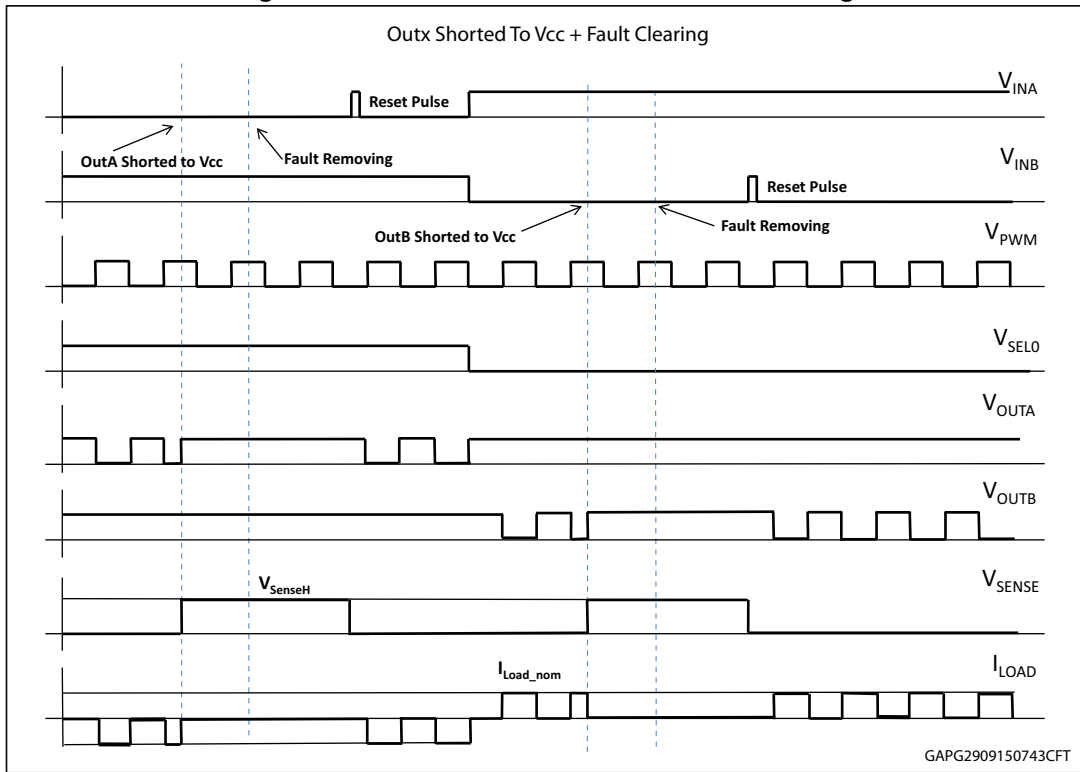 Outx Shorted To Vcc + Fault Clearing
VINA
Reset Pulse
OutA Shorted to Vcc
Fault Removing
VINB
Reset Pulse
OutB Shorted to Vcc
Fault Removing
VPWM
VSEL0
VOUTA
VOUTB
VSenseH
VSENSE
ILoad_nom
ILOAD
GAPG2909150743CFT